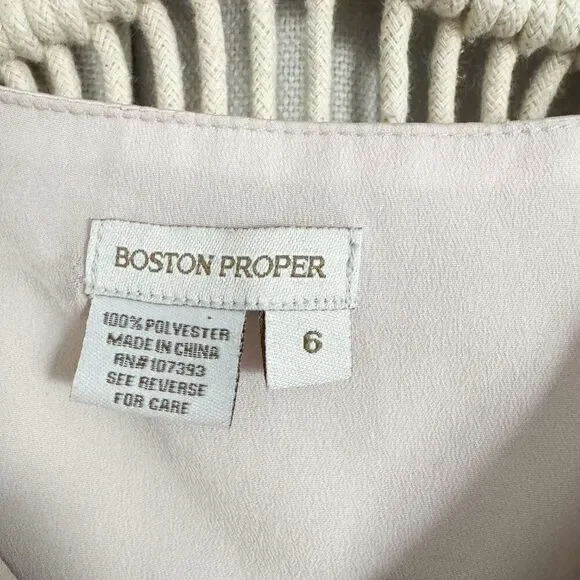 BOSTON PROPER
100% POLYESTER
MADE IN CHINA
RN#107393
SEE REVERSE
FOR CARE
6